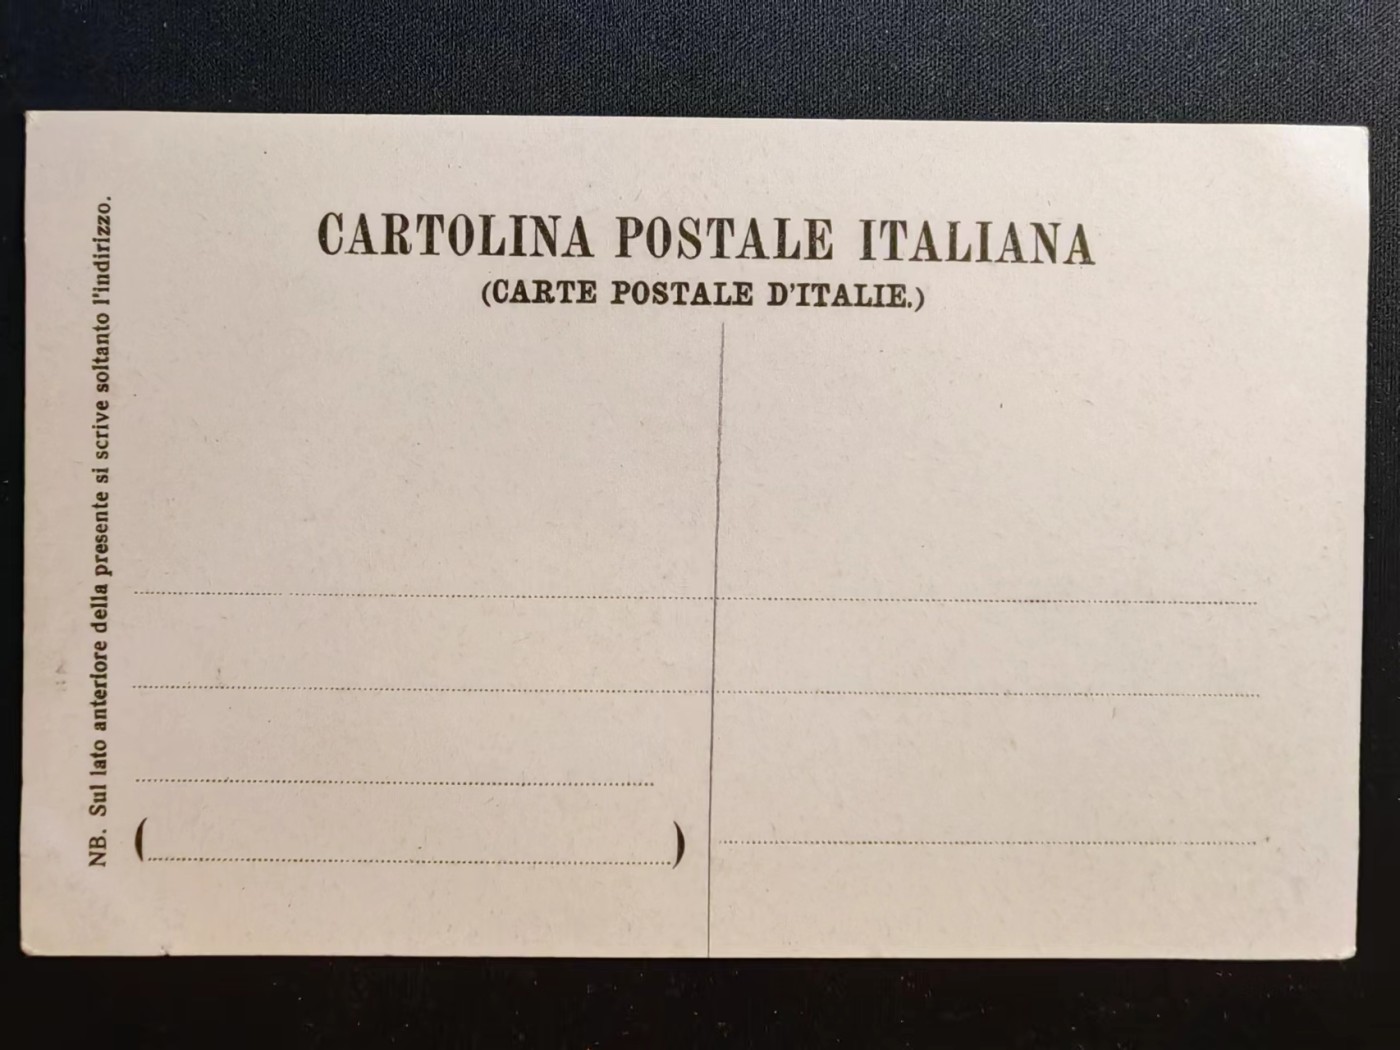 CARTOLINA POSTALE ITALIANA
(CARTE POSTALE D'ITALIE.)
NB. Sul lato anteriore della presente si scrive soltanto l'indirizzo.